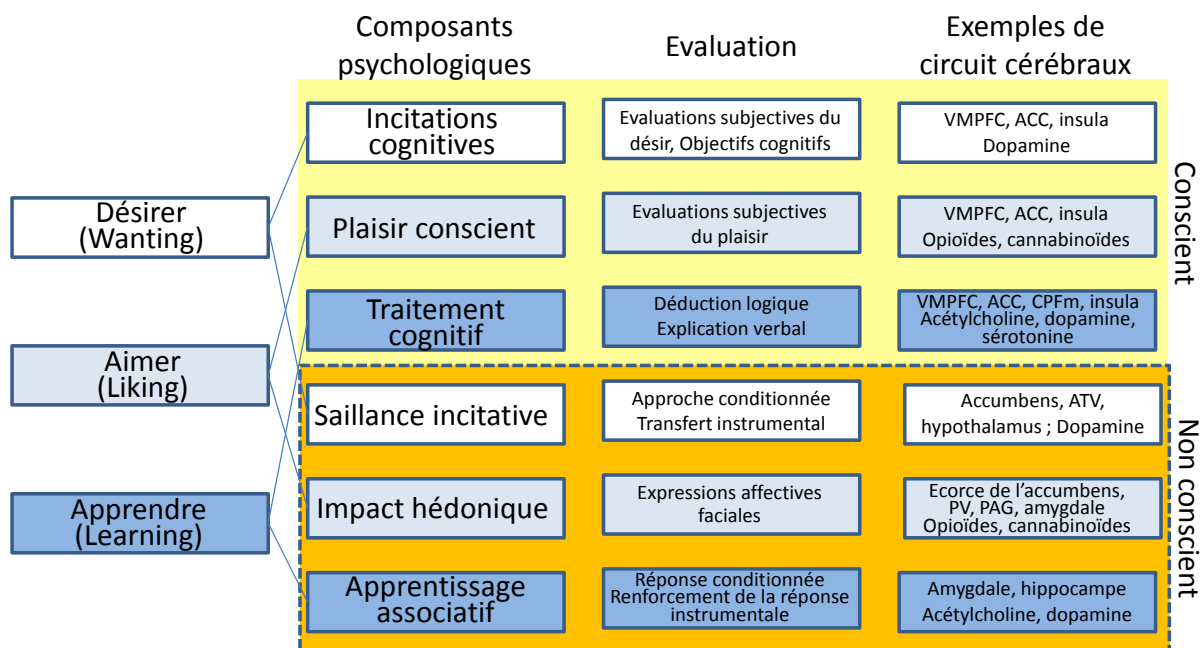 Composants
psychologiques
Evaluation
Exemples de
circuit cérébraux
Désirer
(Wanting)
Aimer
(Liking)
Apprendre
(Learning)
Incitations
cognitives
Evaluations subjectives du
désir, Objectifs cognitifs
VMPFC, ACC, insula
Dopamine
Plaisir conscient
Evaluations subjectives
du plaisir
VMPFC, ACC, insula
Opioïdes, cannabinoïdes
Traitement
cognitif
Déduction logique
Explication verbal
VMPFC, ACC, CPFm, insula
Acétylcholine, dopamine,
sérotonine
Conscient
Saillance incitative
Approche conditionnée
Transfert instrumental
Accumbens, ATV,
hypothalamus ; Dopamine
Impact hédonique
Expressions affectives
faciales
Ecorce de l’accumbens,
PV, PAG, amygdale
Opioïdes, cannabinoïdes
Apprentissage
associatif
Réponse conditionnée
Renforcement de la réponse
instrumentale
Amygdale, hippocampe
Acétylcholine, dopamine
Non conscient